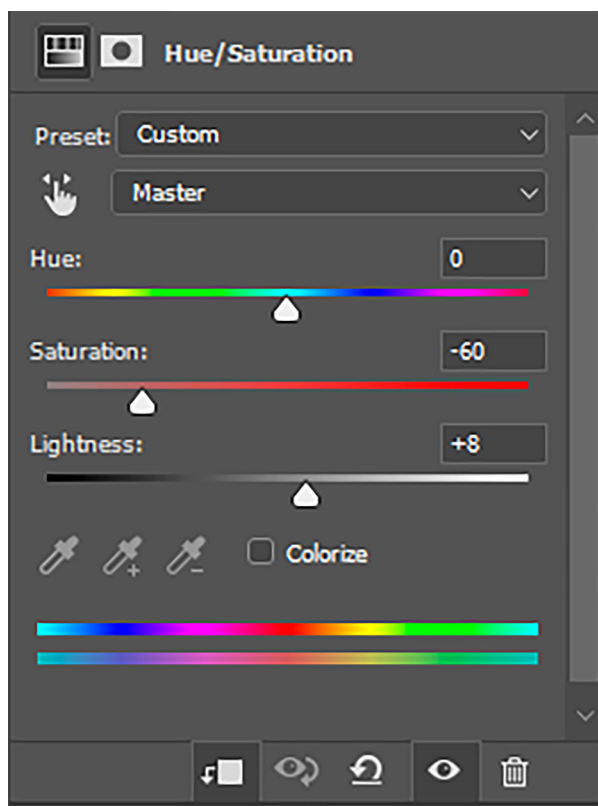 Hue/Saturation
Preset: Custom
Master
Hue: 0
Saturation: -60
Lightness: +8
Colorize